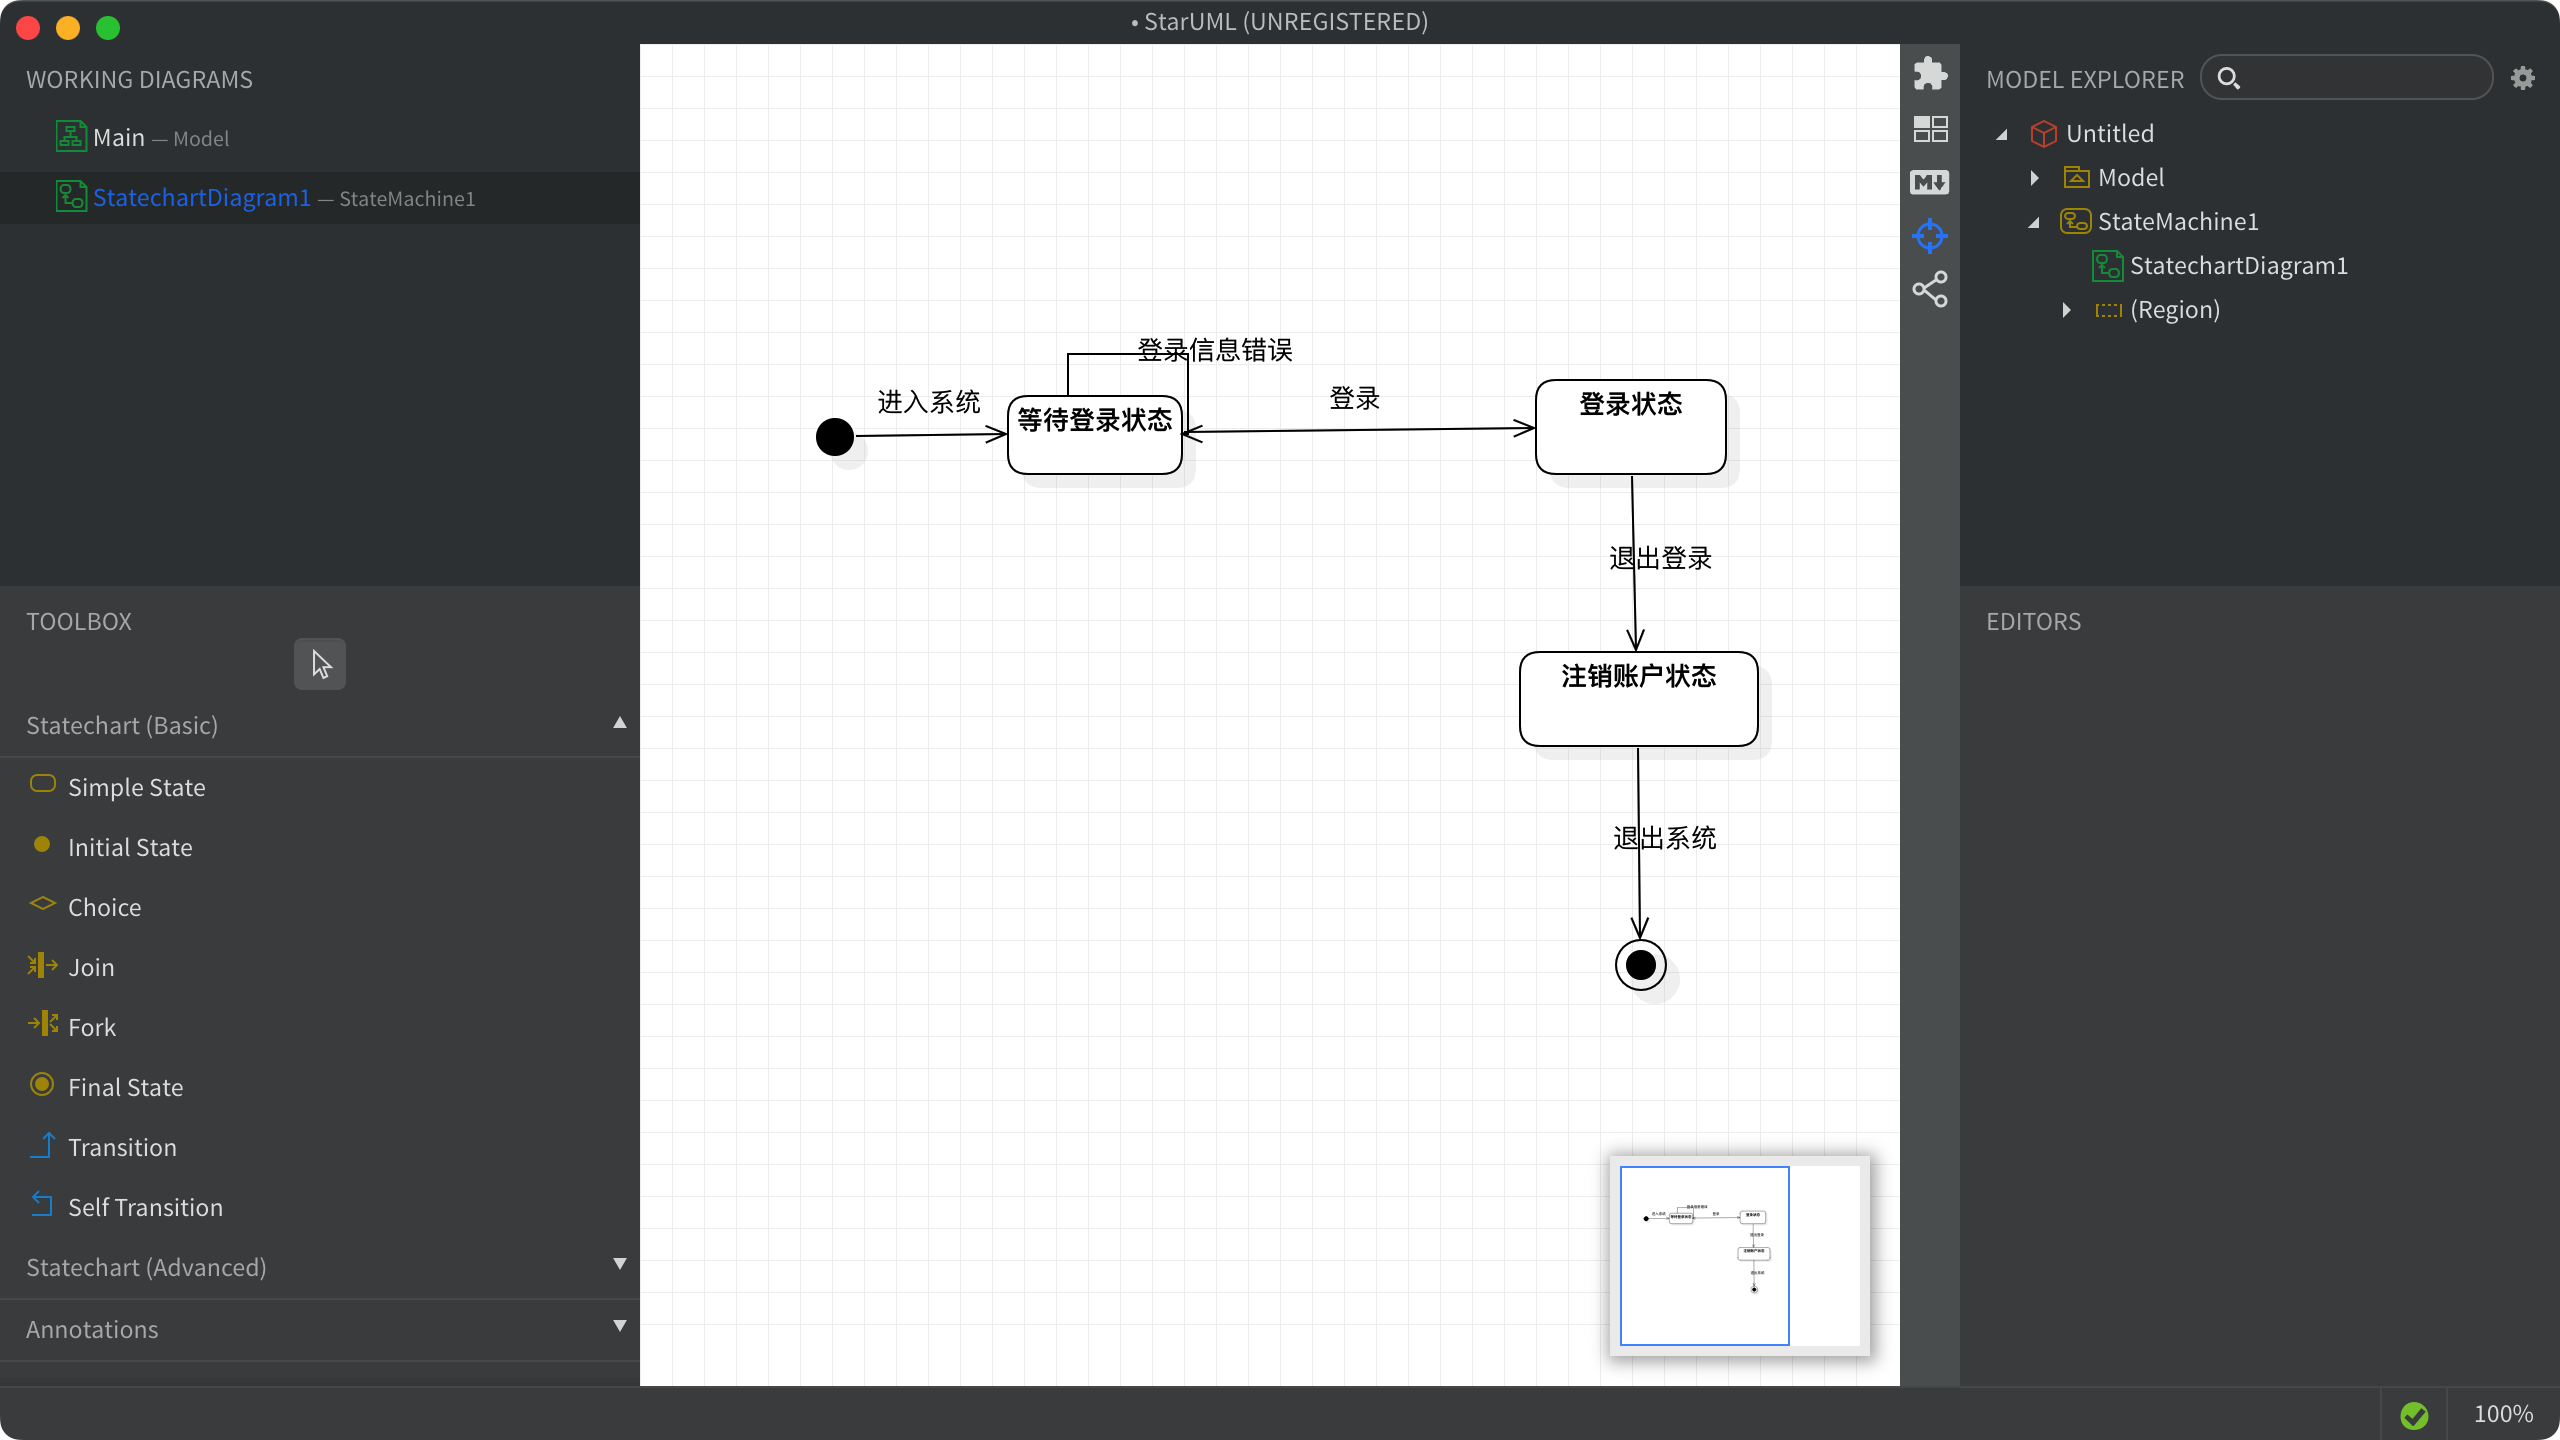 • StarUML (UNREGISTERED)
WORKING DIAGRAMS
Main — Model
StatechartDiagram1 — StateMachine1
TOOLBOX
Statechart (Basic)
Simple State
Initial State
Choice
Join
Fork
Final State
Transition
Self Transition
Statechart (Advanced)
Annotations
登录信息错误
进入系统
等待登录状态
登录
登录状态
退出登录
注销账户状态
退出系统
MODEL EXPLORER
Untitled
Model
StateMachine1
StatechartDiagram1
(Region)
EDITORS
100%